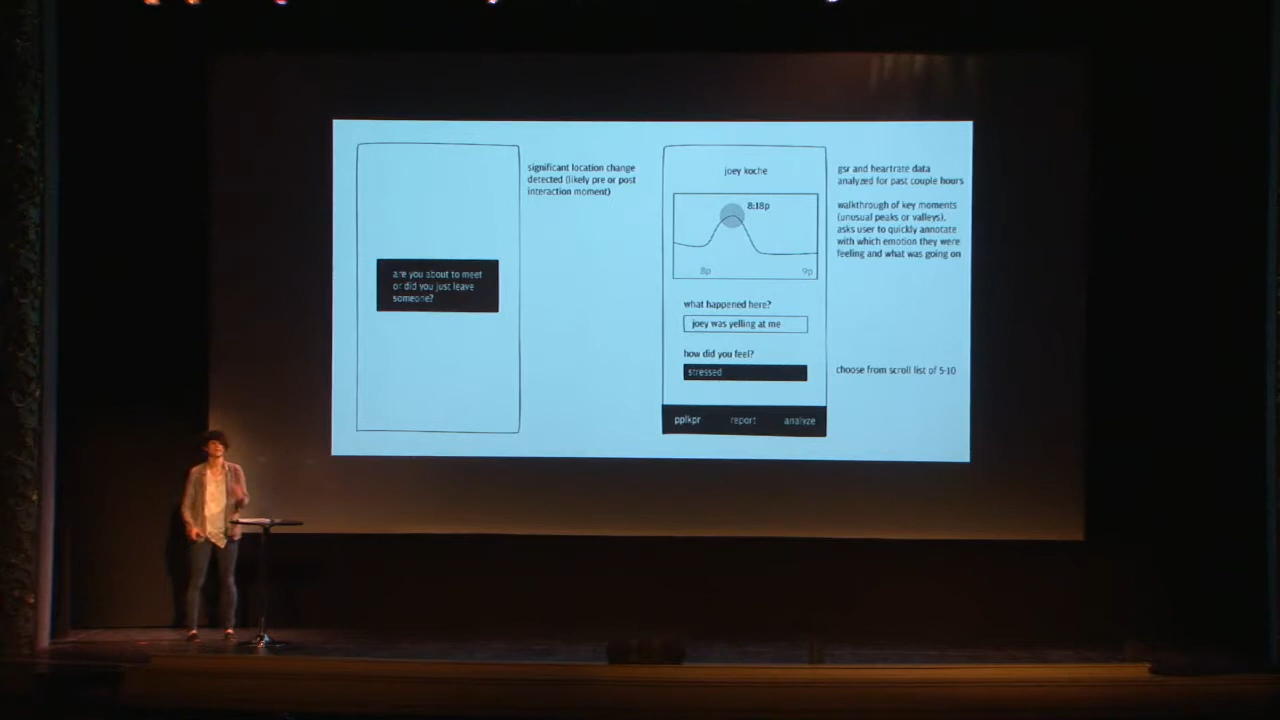 significant location change
detected (likely pre or post
interaction moment)
are you about to meet
or did you just leave
someone?
joey koche
8:18p
8p
9p
what happened here?
joey was yelling at me
how did you feel?
stressed
pplkpr
report
analyze
gsr and heartrate data
analyzed for past couple hours
walkthrough of key moments
(unusual peaks or valleys),
asks user to quickly annotate
with which emotion they were
feeling and what was going on
choose from scroll list of 5-10